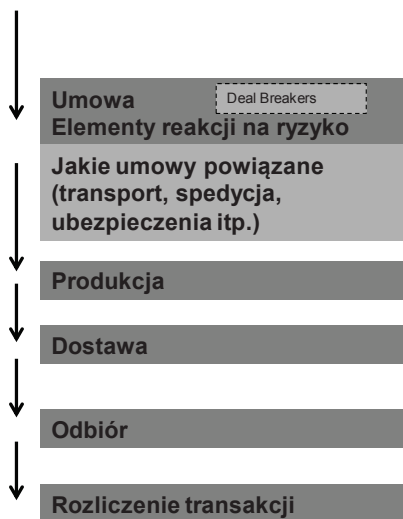 Umowa Deal Breakers
Elementy reakcji na ryzyko
Jakie umowy powiązane
(transport, spedycja,
ubezpieczenia itp.)
Produkcja
Dostawa
Odbiór
Rozliczenie transakcji